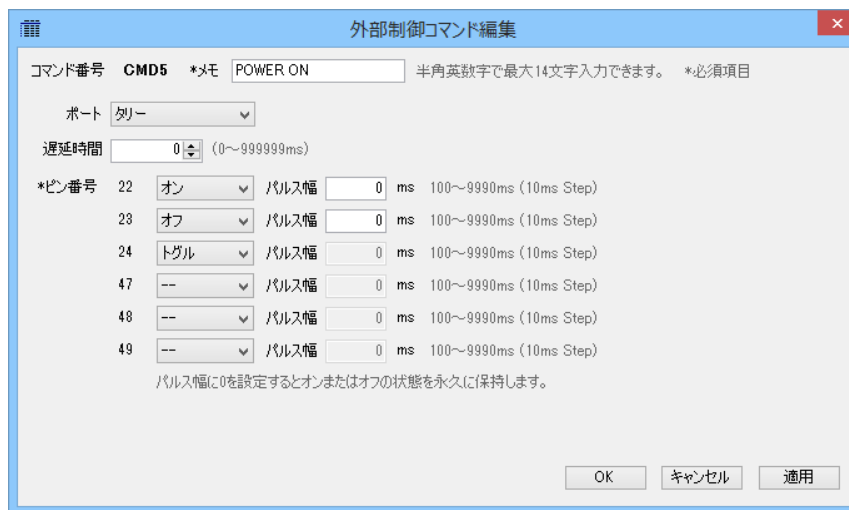 外部制御コマンド編集
コマンド番号 CMD5 *メモ POWER ON 半角英数字で最大14文字入力できます。 *必須項目
ポート タリー
遅延時間 0 (0～999999ms)
*ピン番号 22 オン パルス幅 0 ms 100～9990ms (10ms Step)
23 オフ パルス幅 0 ms 100～9990ms (10ms Step)
24 トグル パルス幅 0 ms 100～9990ms (10ms Step)
47 -- パルス幅 0 ms 100～9990ms (10ms Step)
48 -- パルス幅 0 ms 100～9990ms (10ms Step)
49 -- パルス幅 0 ms 100～9990ms (10ms Step)
パルス幅に0を設定するとオンまたはオフの状態を永久に保持します。
OK キャンセル 適用